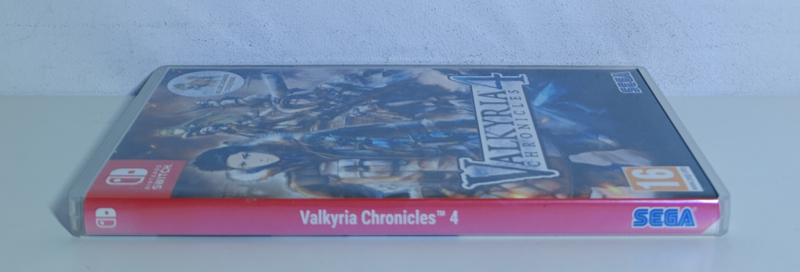 VALKYRIA
CHRONICLES
4
SEGA
NINTENDO
SWITCH
16
Valkyria Chronicles™ 4
SEGA